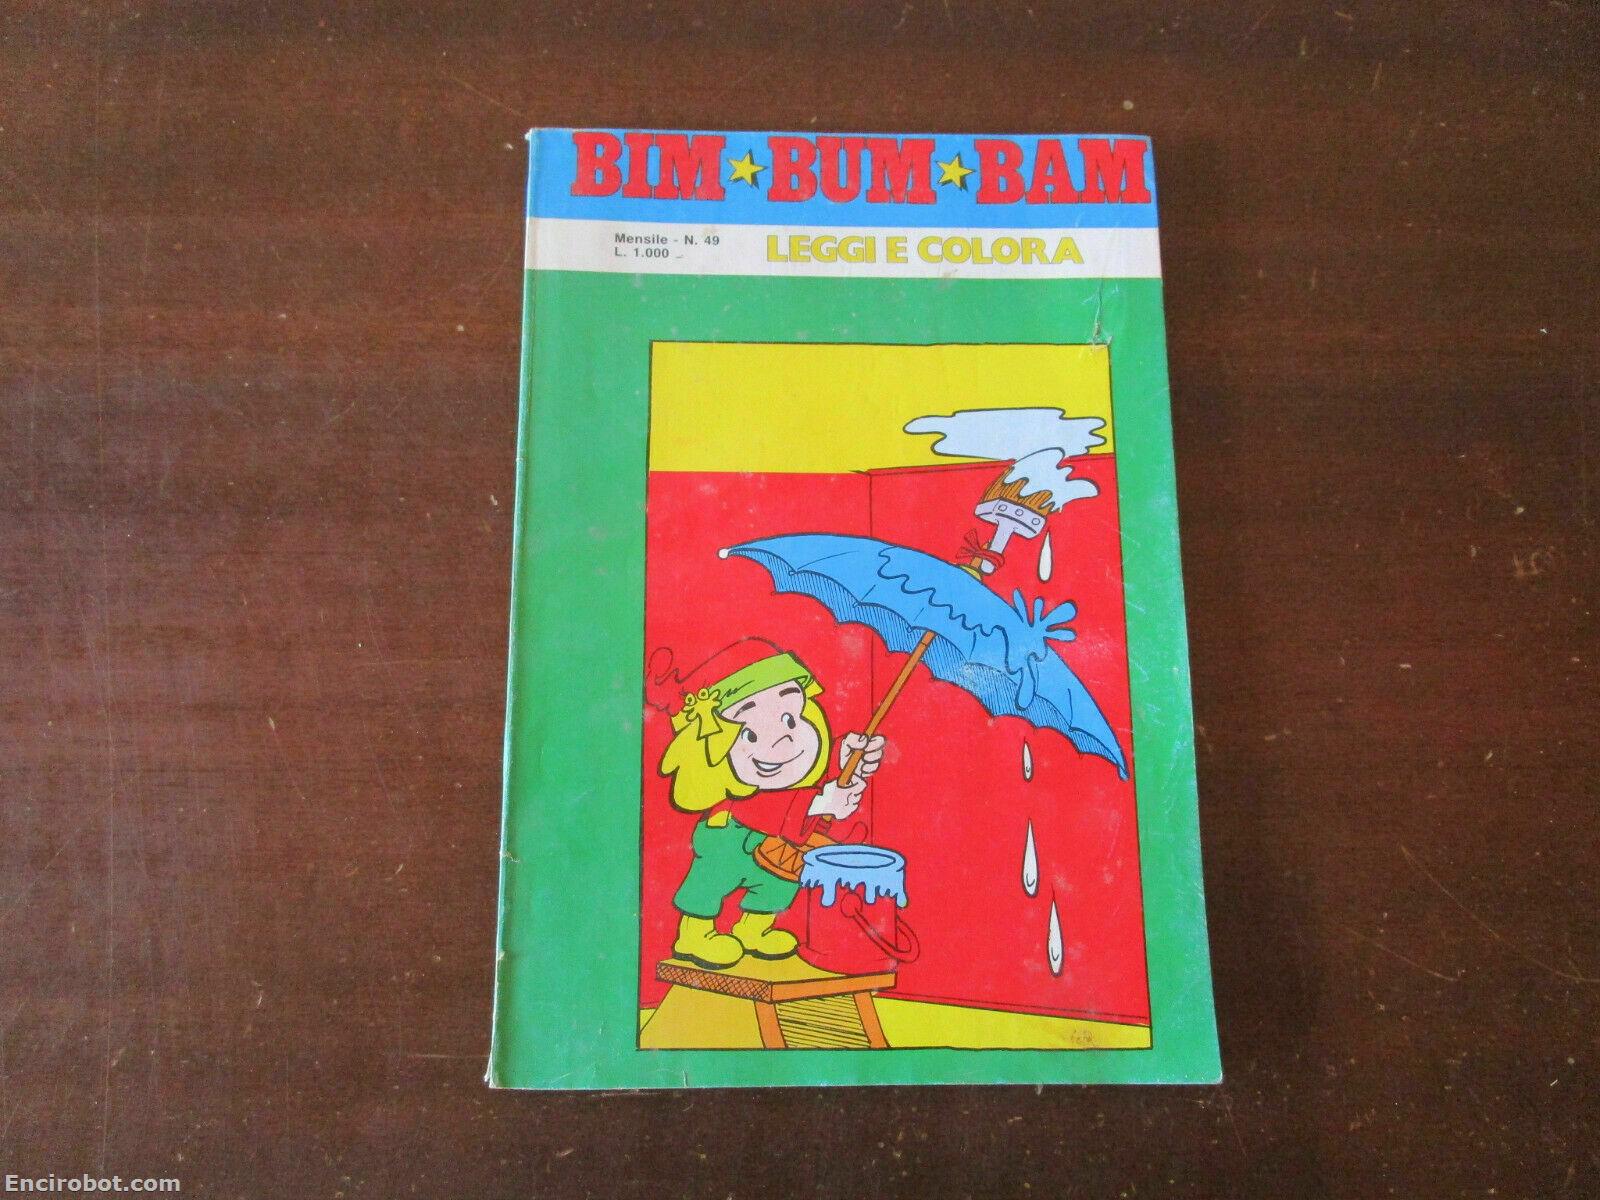 BIM★BUM★BAM
Mensile - N. 49
L. 1.000
LEGGI E COLORA
Encirobot.com